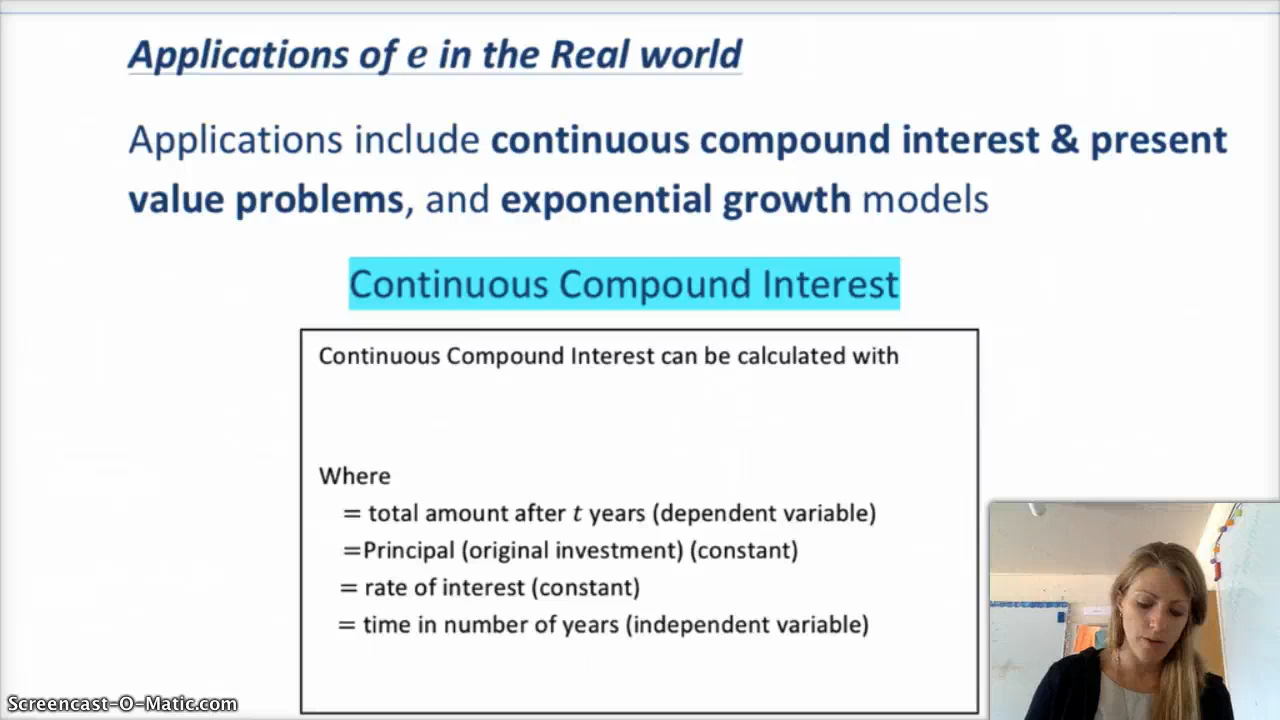 Applications of e in the Real world
Applications include continuous compound interest & present
value problems, and exponential growth models
Continuous Compound Interest
Continuous Compound Interest can be calculated with
Where
= total amount after t years (dependent variable)
=Principal (original investment) (constant)
= rate of interest (constant)
= time in number of years (independent variable)
Screencast-O-Matic.com